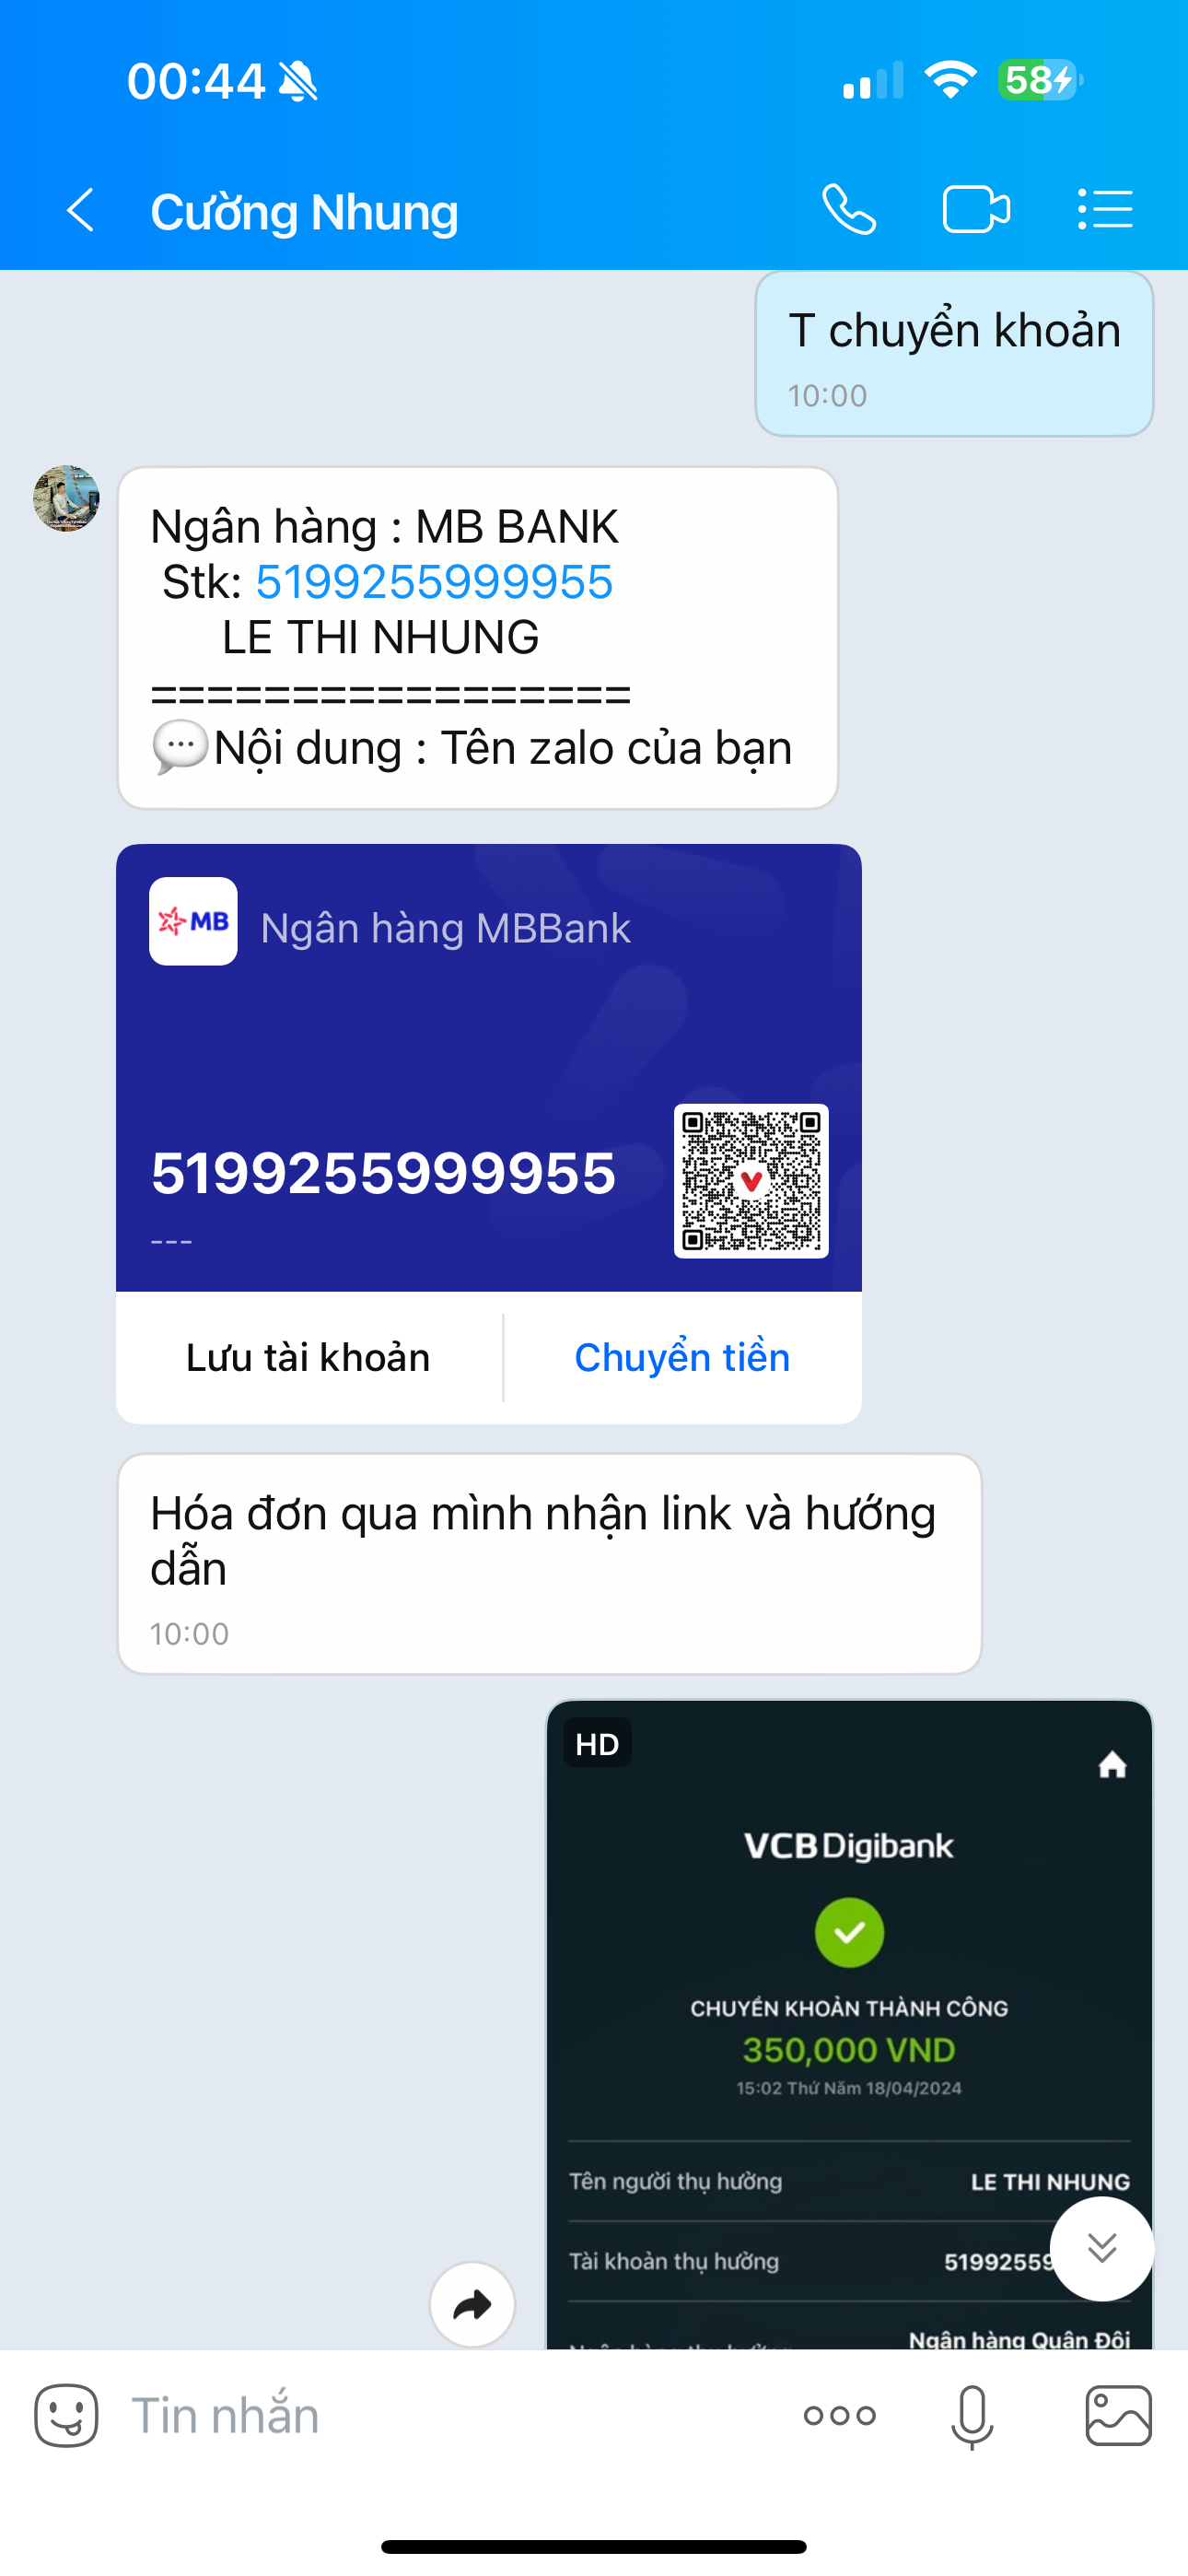 00:44
58
Cường Nhung
T chuyển khoản
10:00
Ngân hàng : MB BANK
Stk: 5199255999955
LE THI NHUNG
=================
Nội dung : Tên zalo của bạn
MB
Ngân hàng MBBank
5199255999955
---
Lưu tài khoản
Chuyển tiền
Hóa đơn qua mình nhận link và hướng
dẫn
10:00
HD
VCB Digibank
CHUYỂN KHOẢN THÀNH CÔNG
350,000 VND
15:02 Thứ Năm 18/04/2024
Tên người thụ hưởng
LE THI NHUNG
Tài khoản thụ hưởng
51992559
Ngân hàng Quân Đội
Tin nhắn